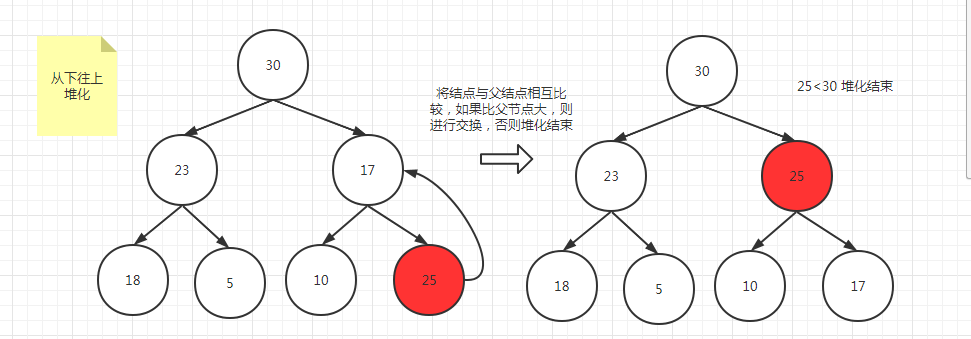 从下往上
堆化
30
23
17
18
5
10
25
将结点与父结点相互比
较，如果比父节点大，则
进行交换，否则堆化结束
30
23
25
18
5
10
17
25<30 堆化结束